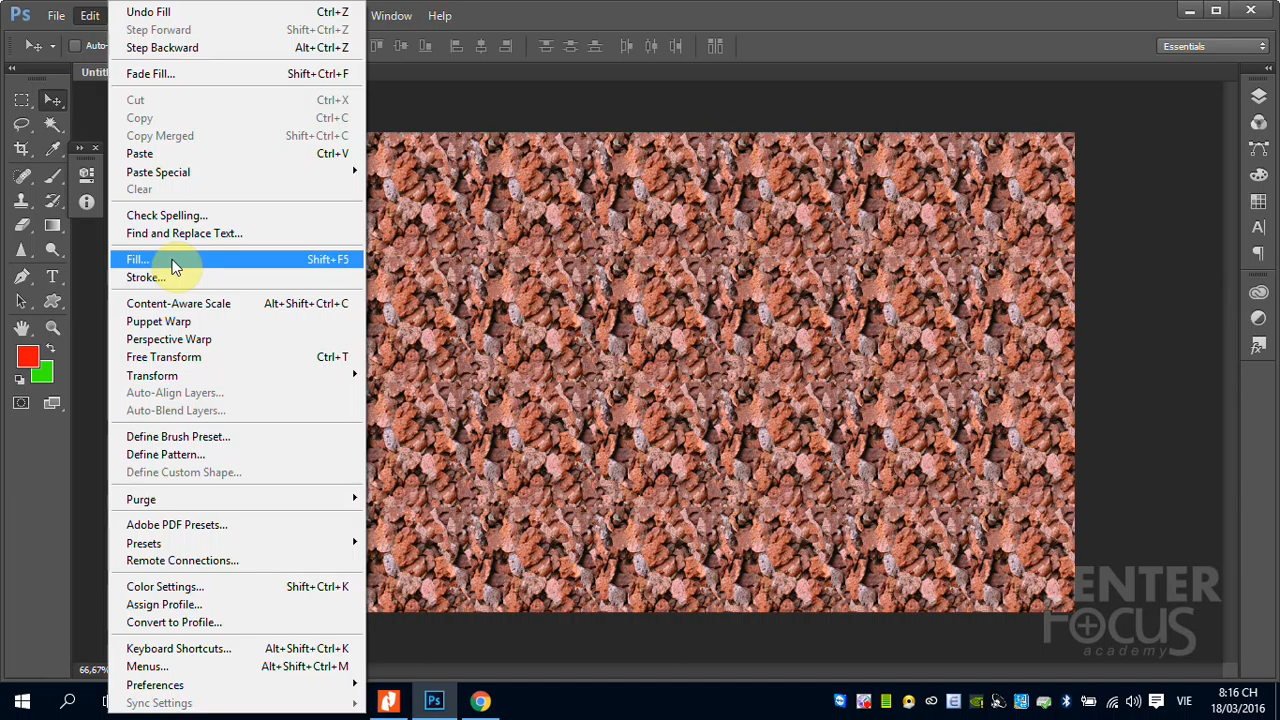 Ps File Edit Window Help
Auto-
Essentials
Untitl
Undo Fill Ctrl+Z
Step Forward Shift+Ctrl+Z
Step Backward Alt+Ctrl+Z
Fade Fill... Shift+Ctrl+F
Cut Ctrl+X
Copy Ctrl+C
Copy Merged Shift+Ctrl+C
Paste Ctrl+V
Paste Special
Clear
Check Spelling...
Find and Replace Text...
Fill... Shift+F5
Stroke...
Content-Aware Scale Alt+Shift+Ctrl+C
Puppet Warp
Perspective Warp
Free Transform Ctrl+T
Transform
Auto-Align Layers...
Auto-Blend Layers...
Define Brush Preset...
Define Pattern...
Define Custom Shape...
Purge
Adobe PDF Presets...
Presets
Remote Connections...
Color Settings... Shift+Ctrl+K
Assign Profile...
Convert to Profile...
Keyboard Shortcuts... Alt+Shift+Ctrl+K
Menus... Alt+Shift+Ctrl+M
Preferences
Sync Settings
66,67%
CENTER
FOCUS
academy
Ps
VIE
8:16 CH
18/03/2016